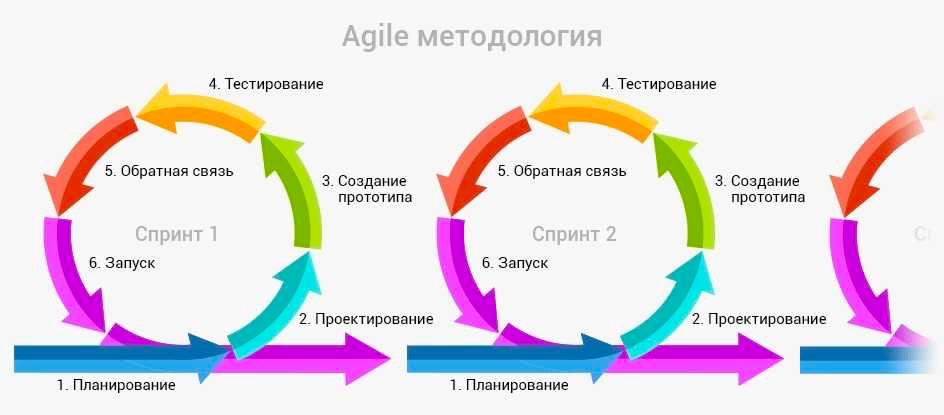 Agile методология
4. Тестирование
5. Обратная связь
3. Создание
прототипа
Спринт 1
6. Запуск
2. Проектирование
1. Планирование
4. Тестирование
5. Обратная связь
3. Создание
прототипа
Спринт 2
6. Запуск
2. Проектирование
1. Планирование